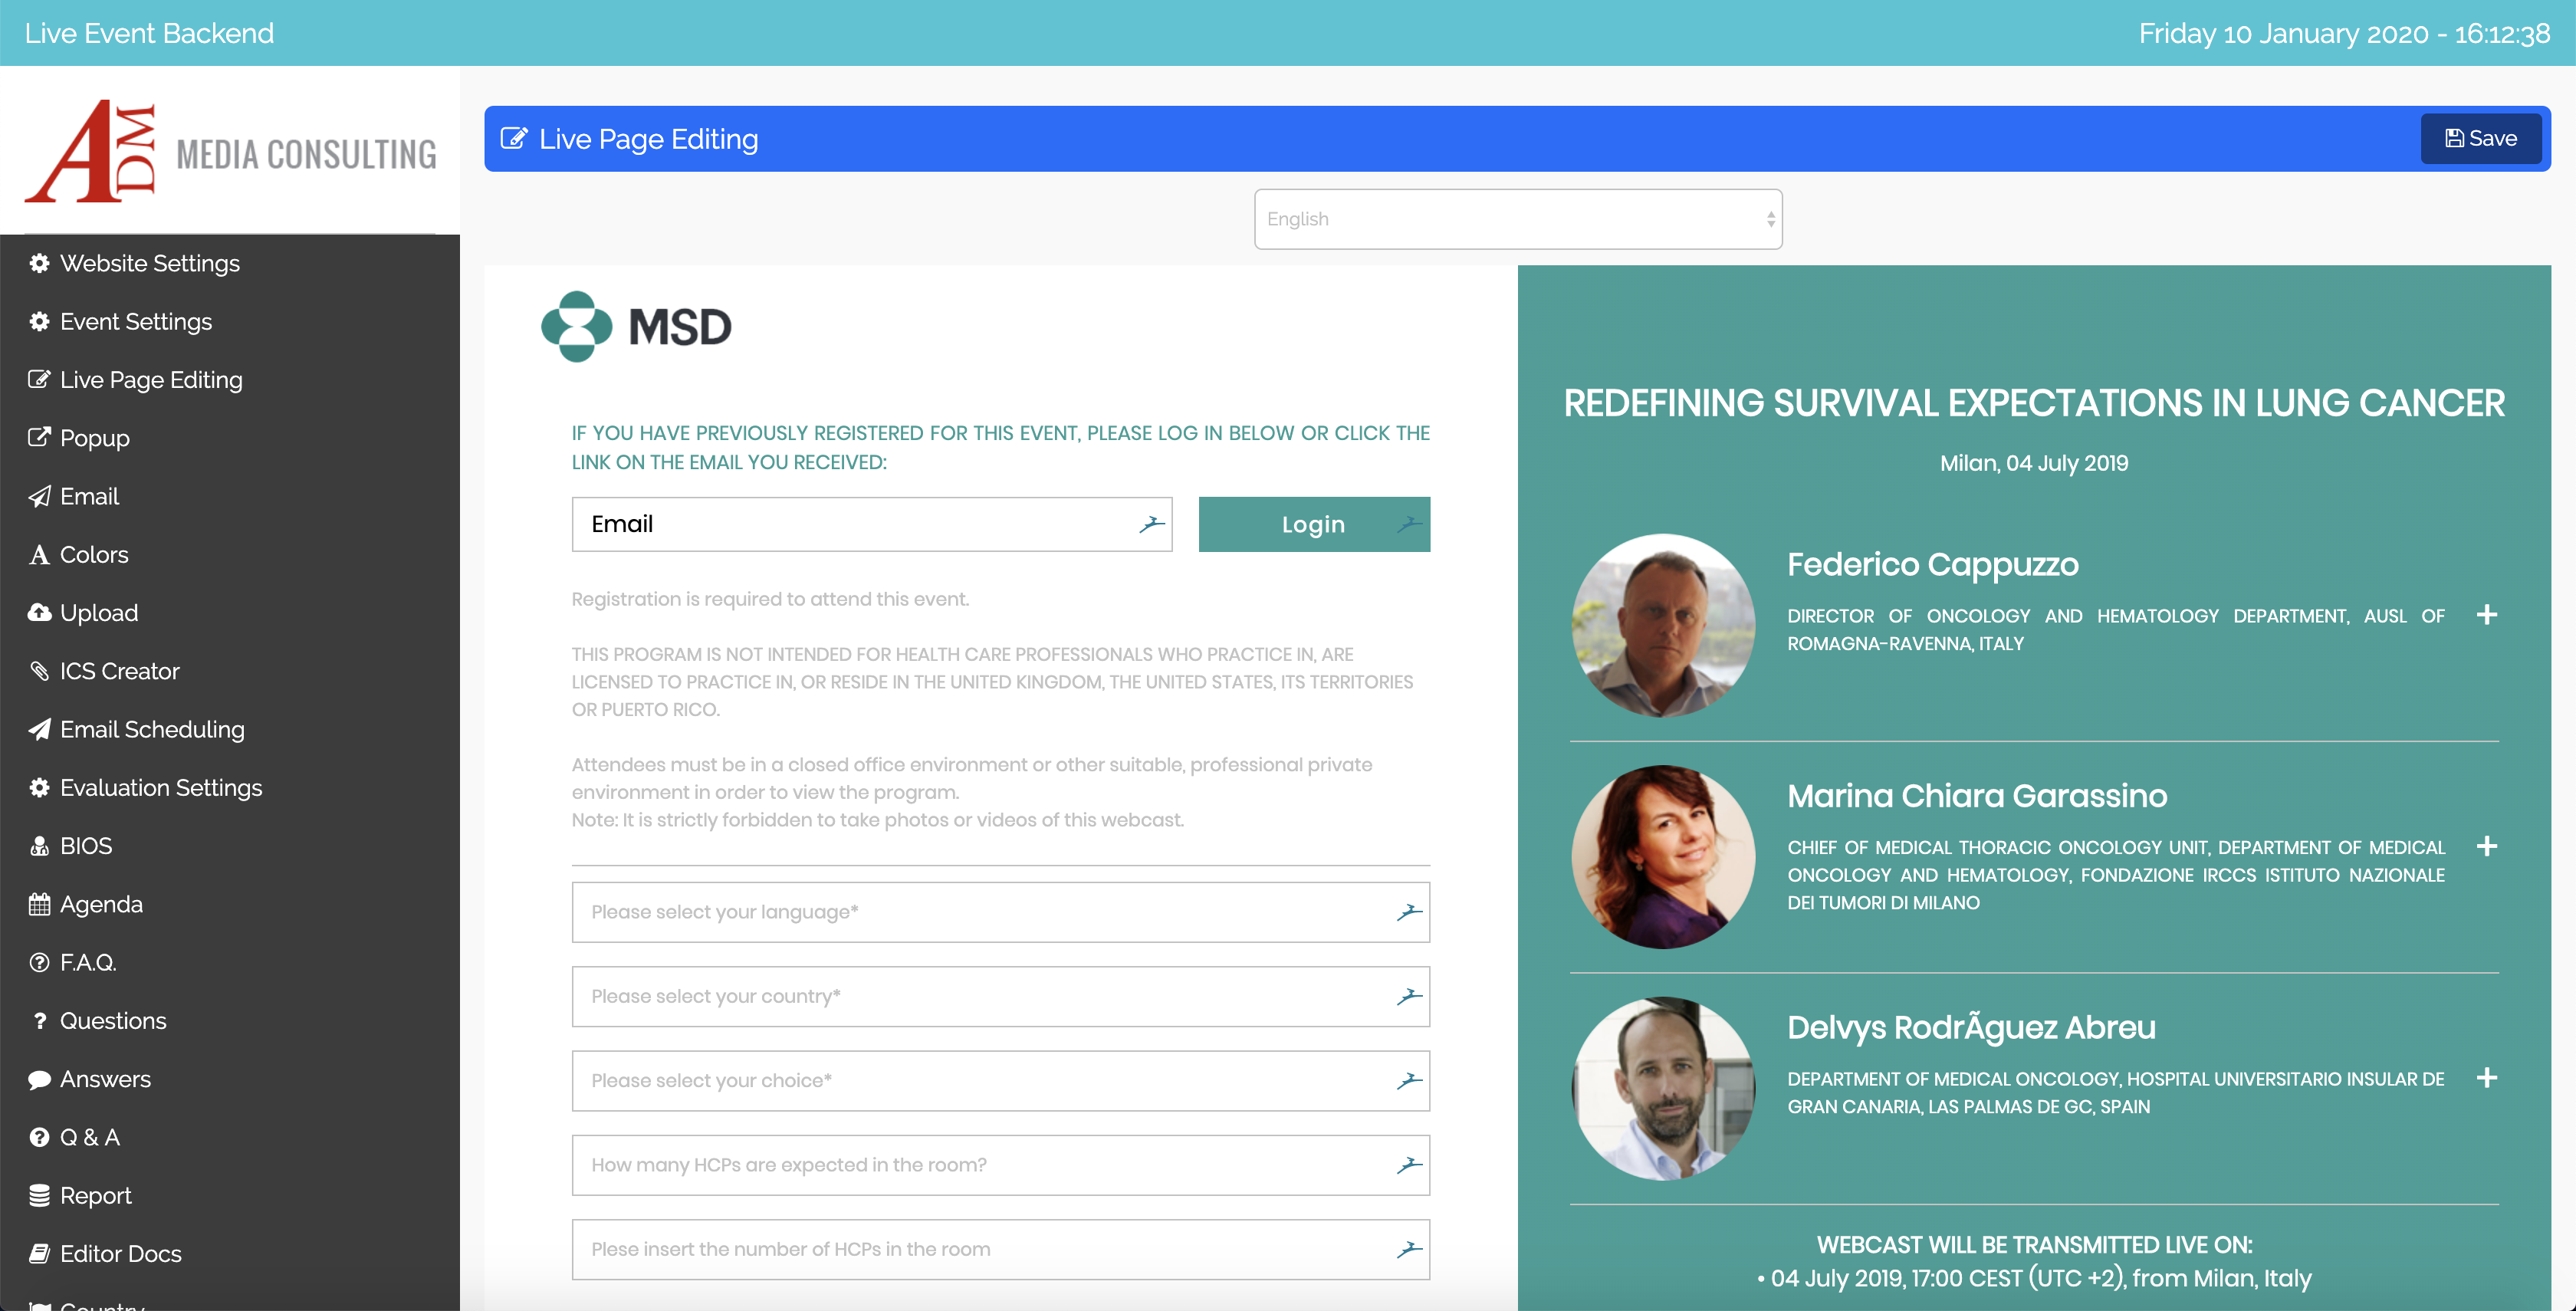 Live Event Backend
Friday 10 January 2020 - 16:12:38
ADM MEDIA CONSULTING
Website Settings
Event Settings
Live Page Editing
Popup
Email
Colors
Upload
ICS Creator
Email Scheduling
Evaluation Settings
BIOS
Agenda
F.A.Q.
Questions
Answers
Q & A
Report
Editor Docs
Country
Live Page Editing
Save
English
MSD
IF YOU HAVE PREVIOUSLY REGISTERED FOR THIS EVENT, PLEASE LOG IN BELOW OR CLICK THE
LINK ON THE EMAIL YOU RECEIVED:
Email
Login
Registration is required to attend this event.
THIS PROGRAM IS NOT INTENDED FOR HEALTH CARE PROFESSIONALS WHO PRACTICE IN, ARE
LICENSED TO PRACTICE IN, OR RESIDE IN THE UNITED KINGDOM, THE UNITED STATES, ITS TERRITORIES
OR PUERTO RICO.
Attendees must be in a closed office environment or other suitable, professional private
environment in order to view the program.
Note: It is strictly forbidden to take photos or videos of this webcast.
Please select your language*
Please select your country*
Please select your choice*
How many HCPs are expected in the room?
Plese insert the number of HCPs in the room
REDEFINING SURVIVAL EXPECTATIONS IN LUNG CANCER
Milan, 04 July 2019
Federico Cappuzzo
DIRECTOR OF ONCOLOGY AND HEMATOLOGY DEPARTMENT, AUSL OF
ROMAGNA-RAVENNA, ITALY
Marina Chiara Garassino
CHIEF OF MEDICAL THORACIC ONCOLOGY UNIT, DEPARTMENT OF MEDICAL
ONCOLOGY AND HEMATOLOGY, FONDAZIONE IRCCS ISTITUTO NAZIONALE
DEI TUMORI DI MILANO
Delvys RodrÃguez Abreu
DEPARTMENT OF MEDICAL ONCOLOGY, HOSPITAL UNIVERSITARIO INSULAR DE
GRAN CANARIA, LAS PALMAS DE GC, SPAIN
WEBCAST WILL BE TRANSMITTED LIVE ON:
• 04 July 2019, 17:00 CEST (UTC +2), from Milan, Italy